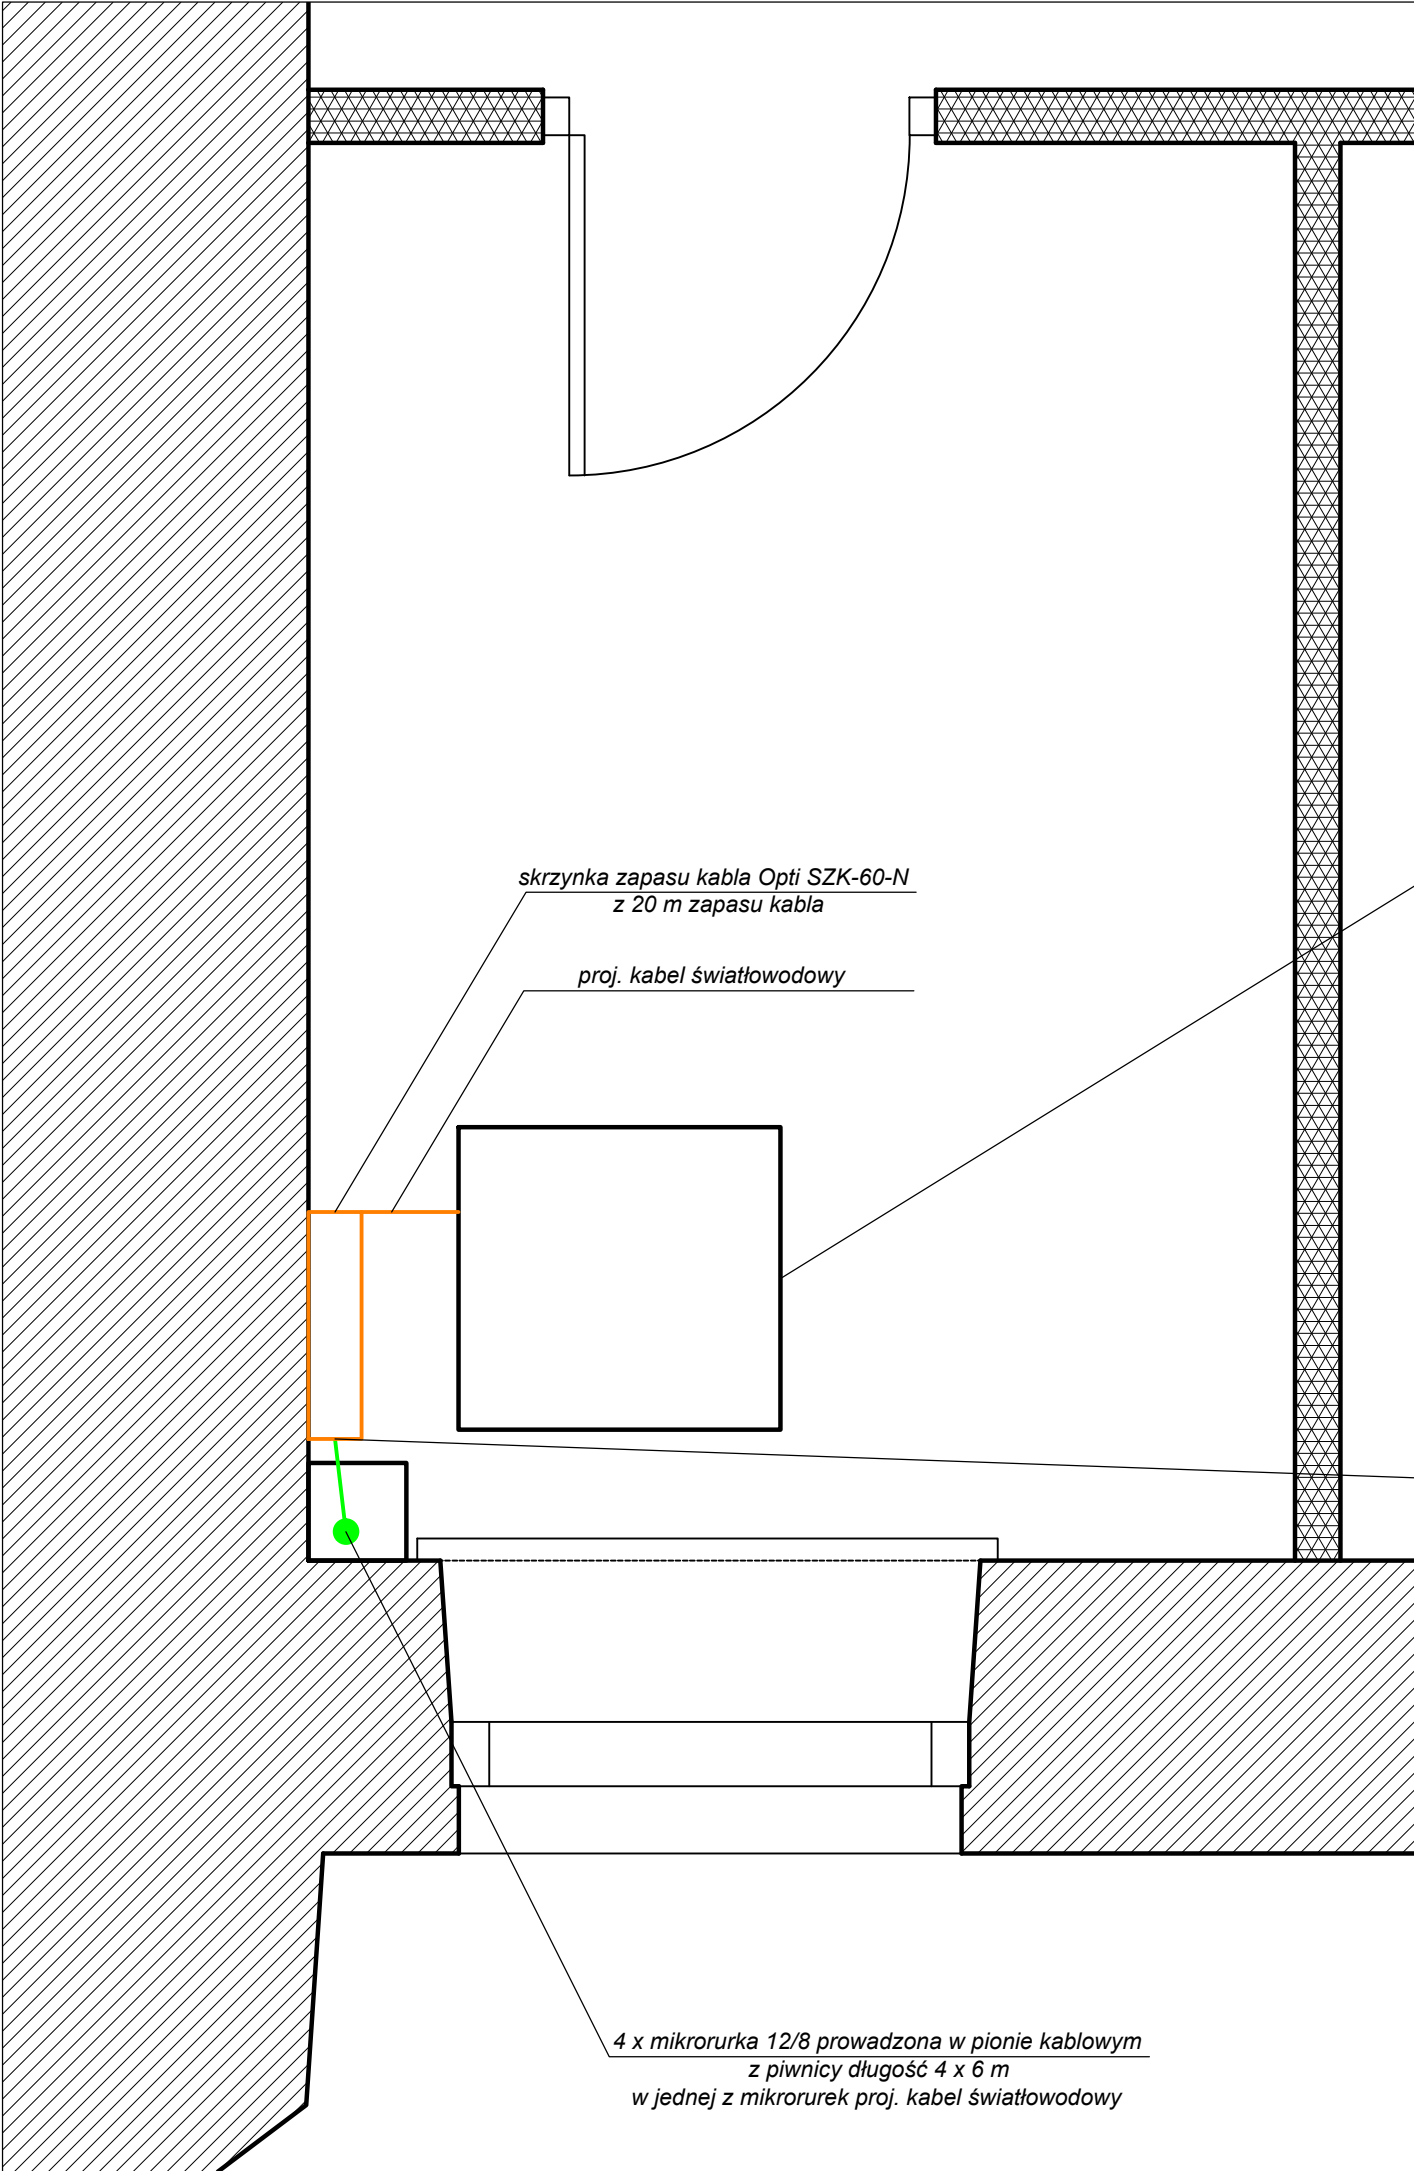 skrzynka zapasu kabla Opti SZK-60-N
z 20 m zapasu kabla
proj. kabel światłowodowy
4 x mikrorurka 12/8 prowadzona w pionie kablowym
z piwnicy długość 4 x 6 m
w jednej z mikrorurek proj. kabel światłowodowy